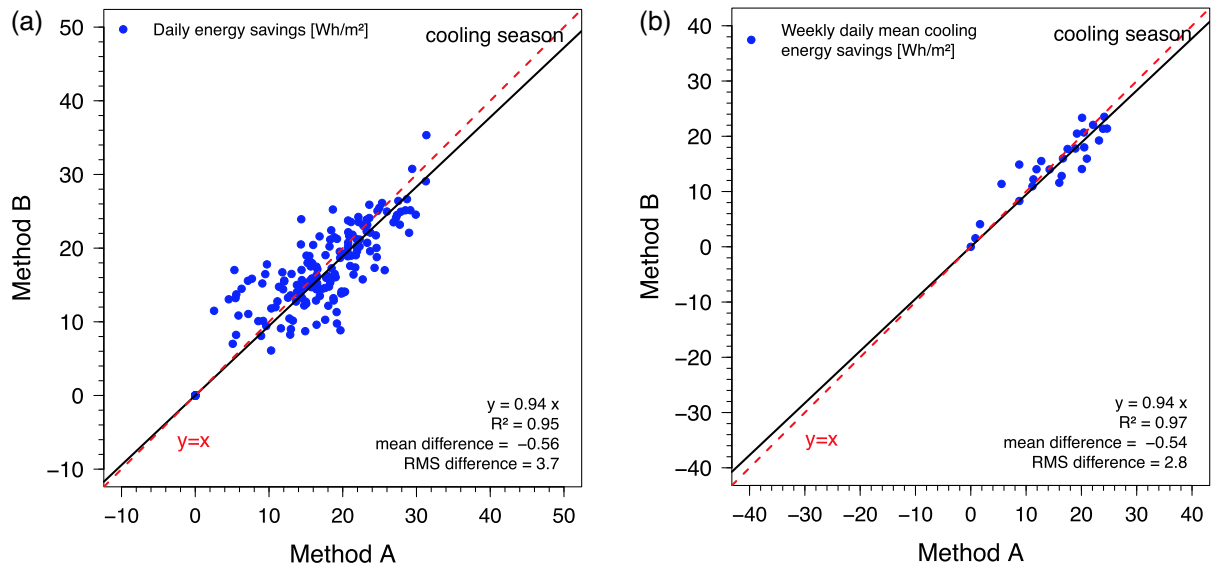 (a)
Daily energy savings [Wh/m²]
cooling season
50
40
30
20
10
0
−10
Method B
y=x
y = 0.94 x
R² = 0.95
mean difference = −0.56
RMS difference = 3.7
−10 0 10 20 30 40 50
Method A
(b)
Weekly daily mean cooling
energy savings [Wh/m²]
cooling season
40
30
20
10
0
−10
−20
−30
−40
Method B
y=x
y = 0.94 x
R² = 0.97
mean difference = −0.54
RMS difference = 2.8
−40 −30 −20 −10 0 10 20 30 40
Method A